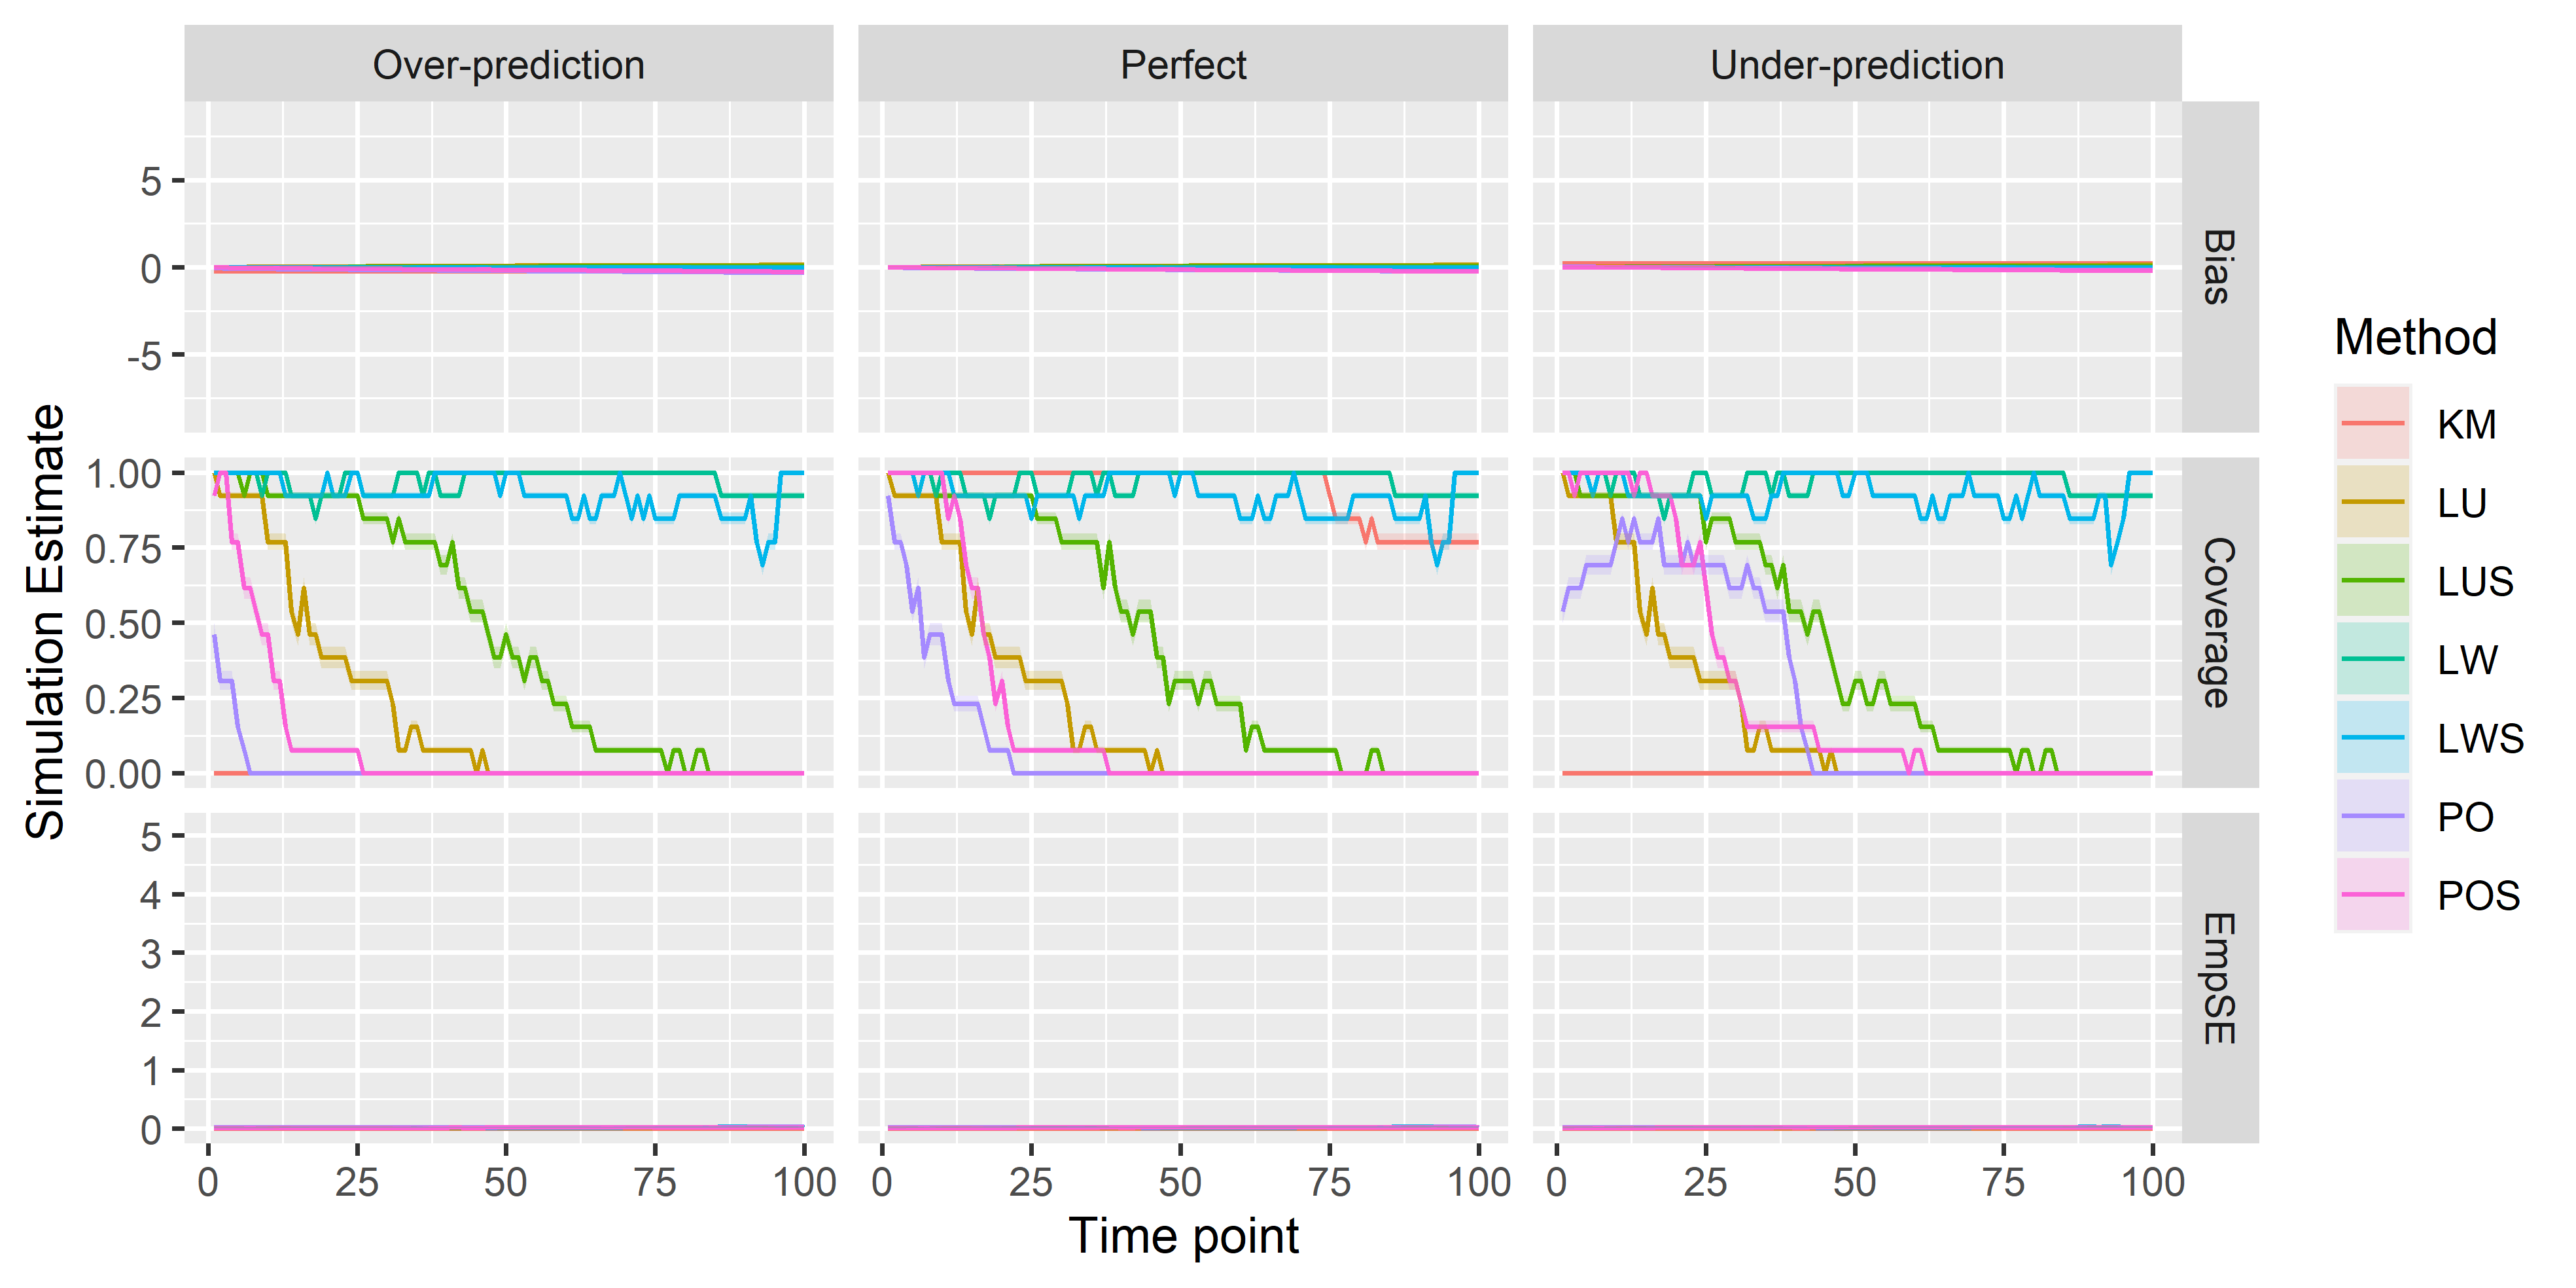 Over-prediction
Perfect
Under-prediction
5
0
-5
Bias
1.00
0.75
0.50
0.25
0.00
Coverage
5
4
3
2
1
0
EmpSE
0 25 50 75 100
0 25 50 75 100
0 25 50 75 100
Time point
Simulation Estimate
Method
KM
LU
LUS
LW
LWS
PO
POS